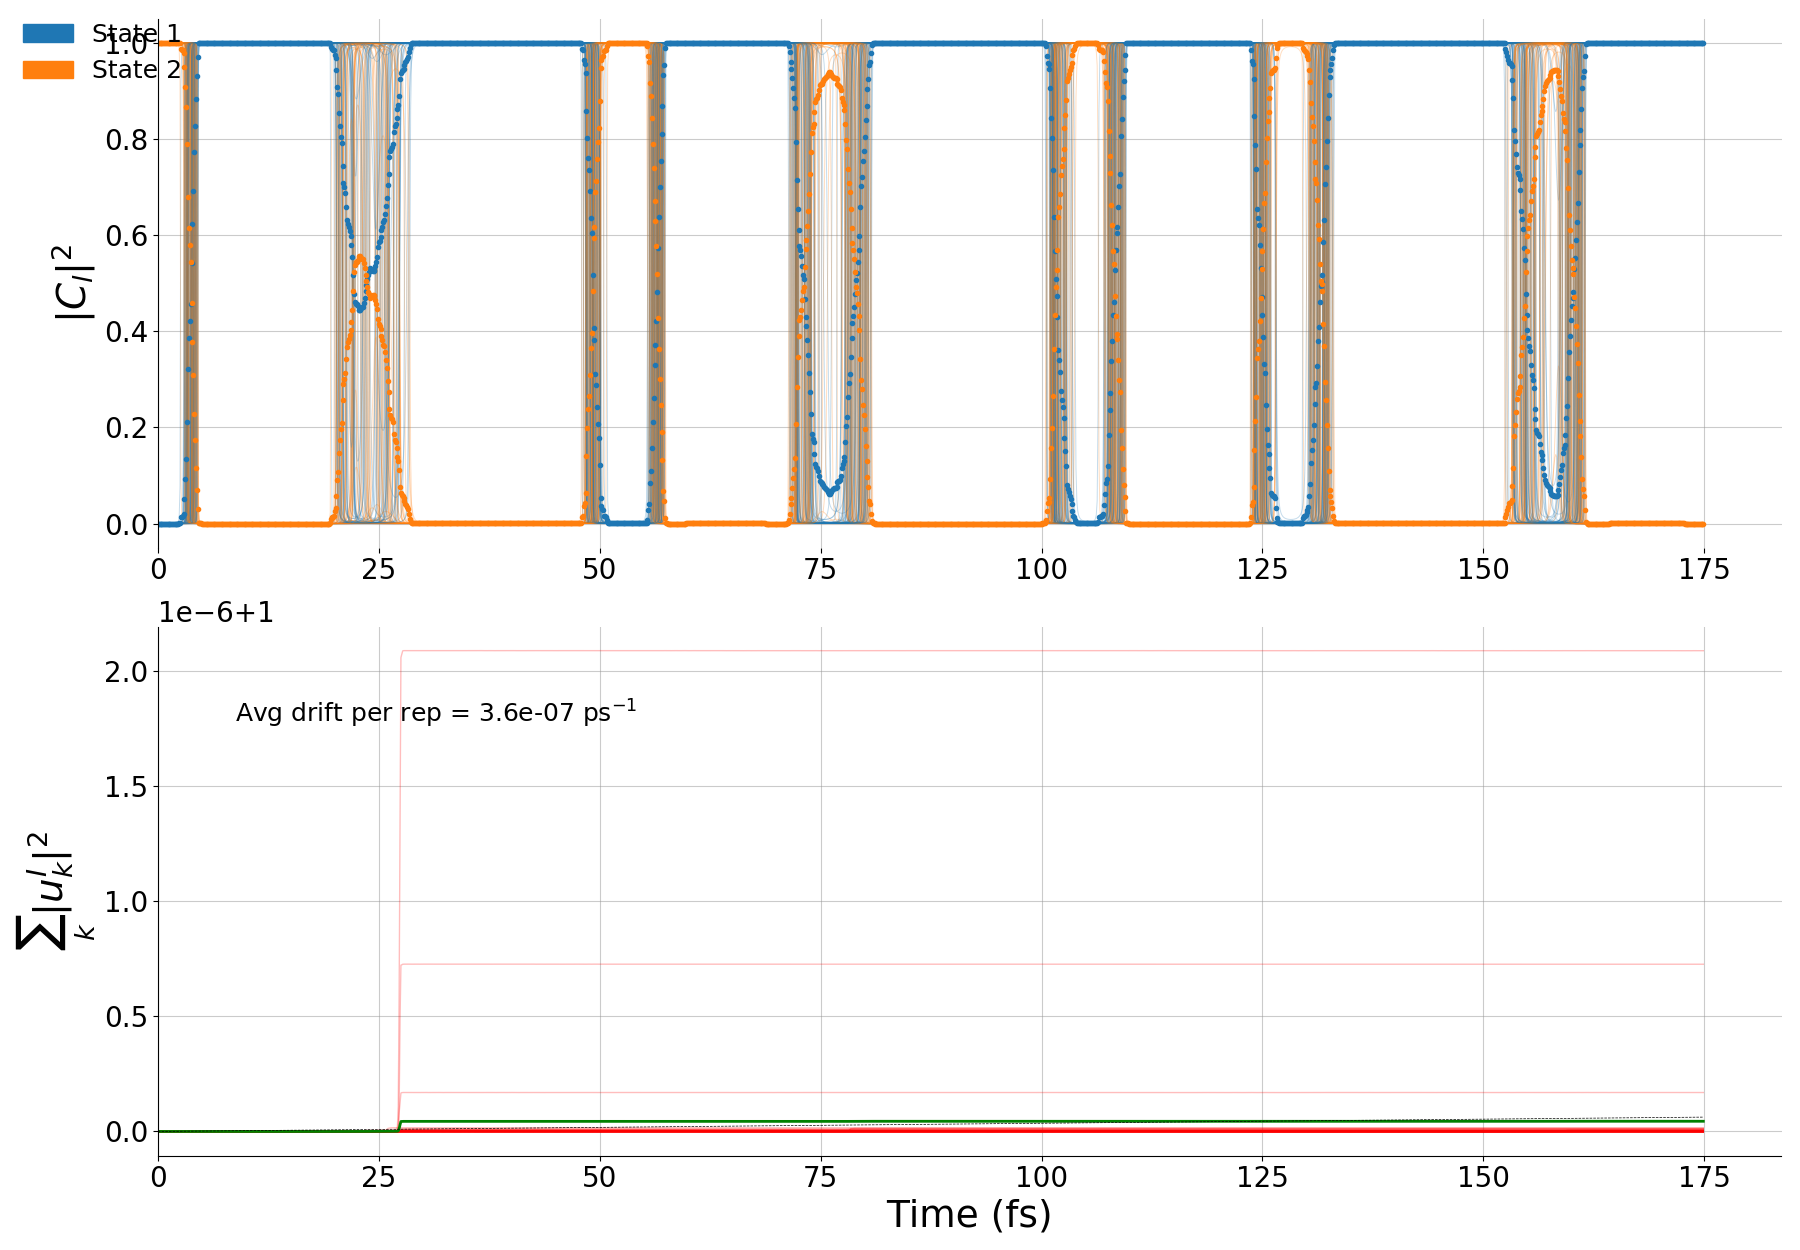 State 1
State 2
|C_l|^2
1.0
0.8
0.6
0.4
0.2
0.0
0 25 50 75 100 125 150 175
1e−6+1
Avg drift per rep = 3.6e-07 ps^{−1}
∑_k |u_k^l|^2
2.0
1.5
1.0
0.5
0.0
0 25 50 75 100 125 150 175
Time (fs)